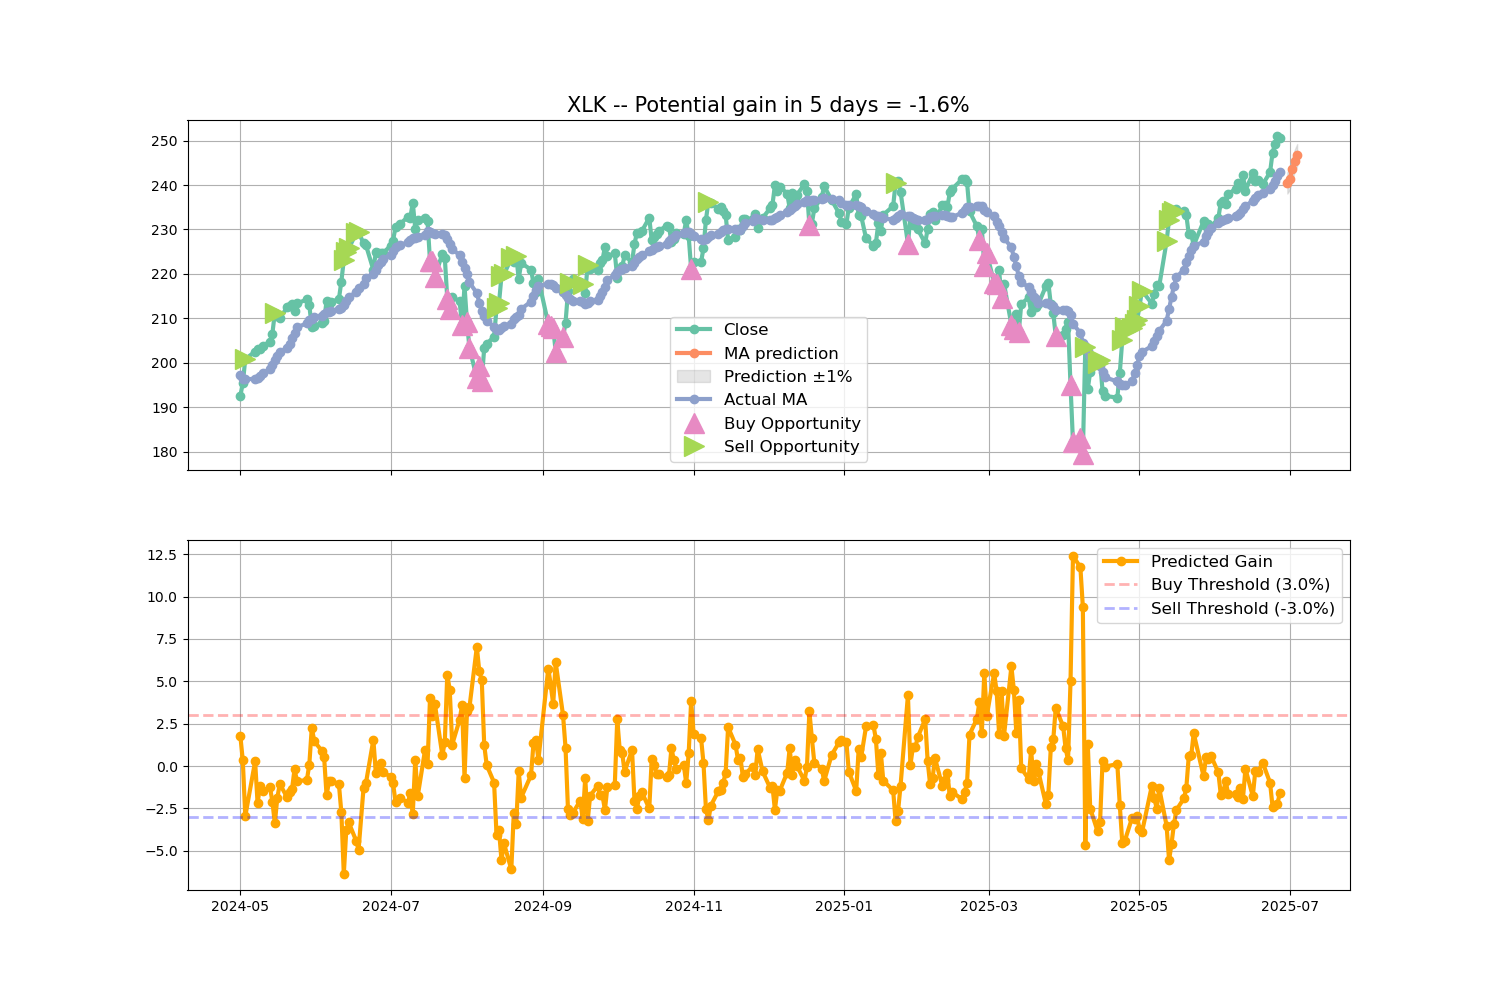 XLK -- Potential gain in 5 days = -1.6%
250
240
230
220
210
200
190
180
Close
MA prediction
Prediction ±1%
Actual MA
Buy Opportunity
Sell Opportunity
12.5
10.0
7.5
5.0
2.5
0.0
−2.5
−5.0
Predicted Gain
Buy Threshold (3.0%)
Sell Threshold (-3.0%)
2024-05
2024-07
2024-09
2024-11
2025-01
2025-03
2025-05
2025-07